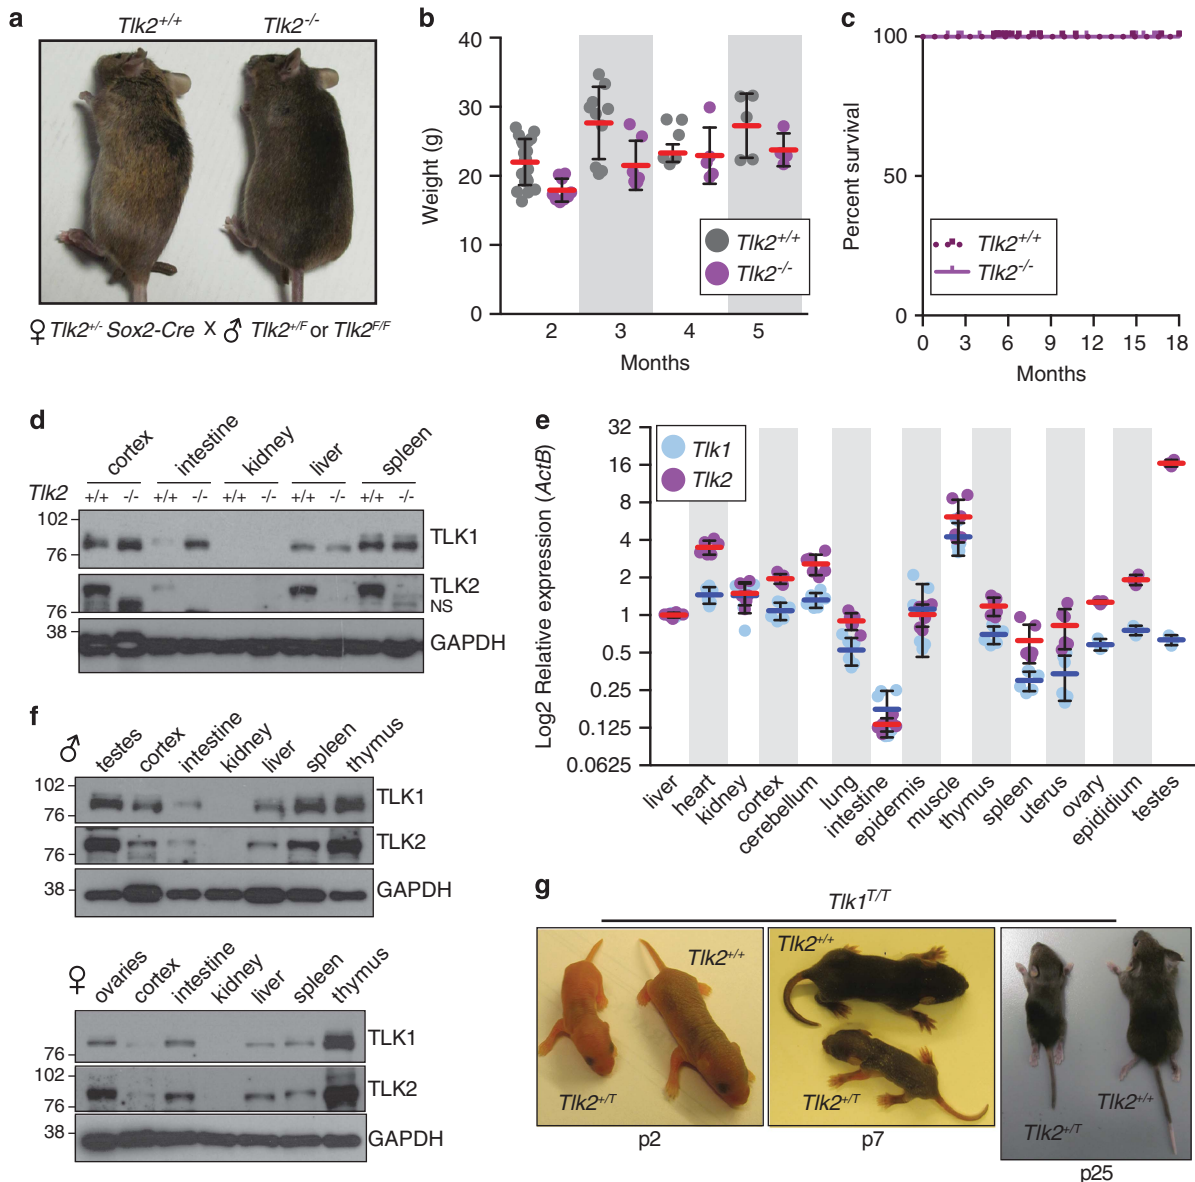 a
Tlk2+/+ Tlk2-/-
♀ Tlk2+/- Sox2-Cre X ♂ Tlk2+/F or Tlk2F/F
b
Weight (g)
40
30
20
10
0
2 3 4 5
Months
Tlk2+/+
Tlk2-/-
c
Percent survival
100
50
0
0 3 6 9 12 15 18
Months
Tlk2+/+
Tlk2-/-
d
cortex intestine kidney liver spleen
Tlk2 +/+ -/- +/+ -/- +/+ -/- +/+ -/- +/+ -/-
102
76
TLK1
TLK2
NS
76
38
GAPDH
e
Log2 Relative expression (ActB)
32
16
8
4
2
1
0.5
0.25
0.125
0.0625
Tlk1
Tlk2
liver heart kidney cortex cerebellum lung intestine epidermis muscle thymus spleen uterus ovary epididium testes
f
♂ testes cortex intestine kidney liver spleen thymus
102
76
TLK1
TLK2
76
38
GAPDH
♀ ovaries cortex intestine kidney liver spleen thymus
TLK1
76
102
TLK2
76
38
GAPDH
g
Tlk1T/T
Tlk2+/+
Tlk2+/T
p2
Tlk2+/+
Tlk2+/T
p7
Tlk2+/+
Tlk2+/T
p25